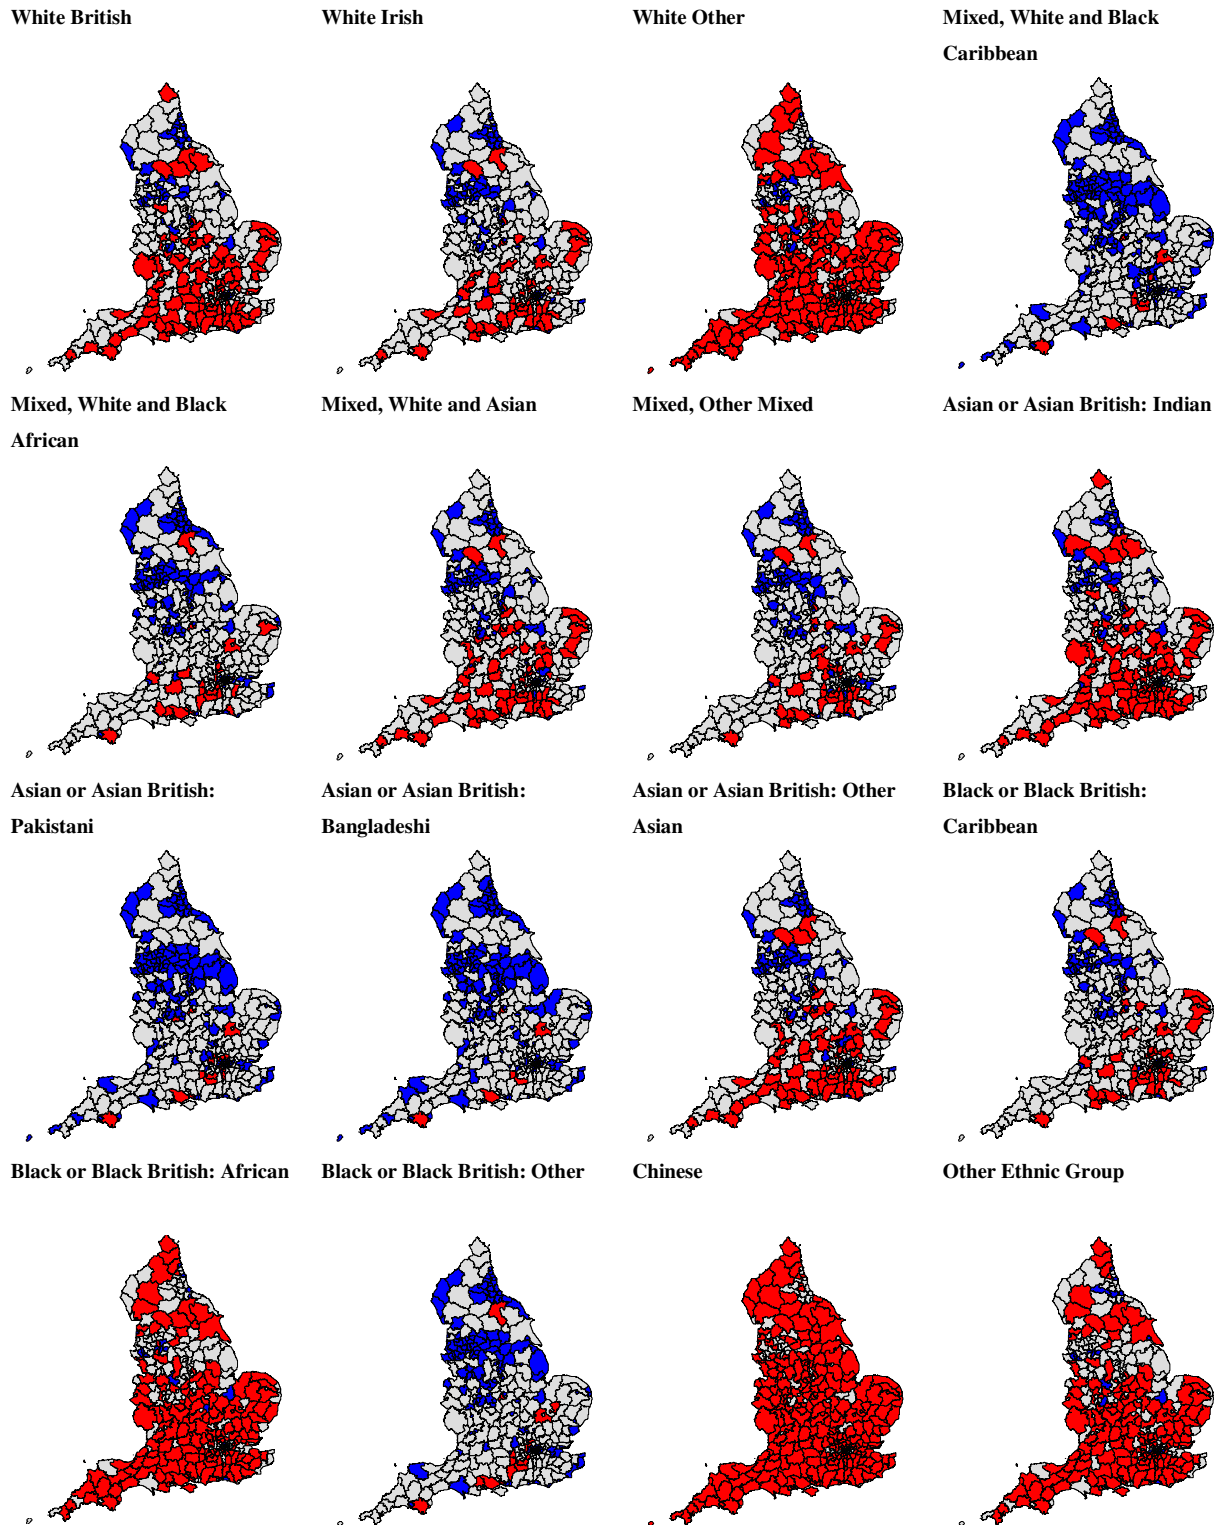 White British
White Irish
White Other
Mixed, White and Black
Caribbean
Mixed, White and Black
African
Mixed, White and Asian
Mixed, Other Mixed
Asian or Asian British: Indian
Asian or Asian British:
Pakistani
Asian or Asian British:
Bangladeshi
Asian or Asian British: Other
Asian
Black or Black British:
Caribbean
Black or Black British: African
Black or Black British: Other
Chinese
Other Ethnic Group